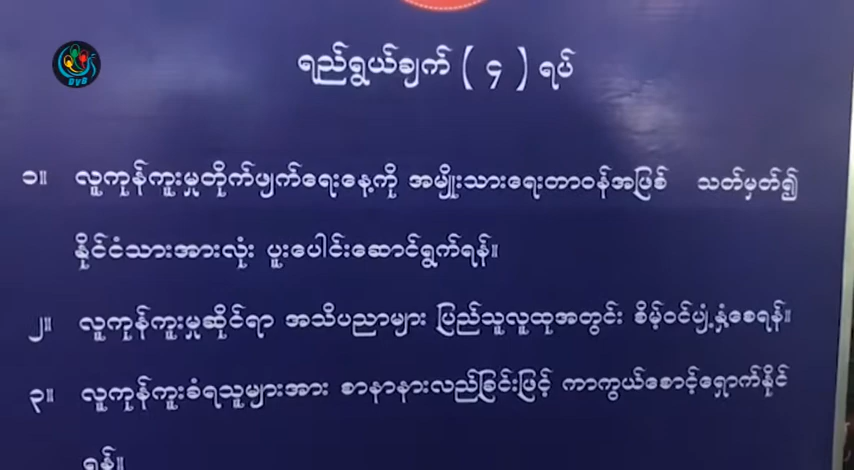 DVB
ရည်ရွယ်ချက် ( ၄ ) ရပ်
၁။ လူကုန်ကူးမှုတိုက်ဖျက်ရေးနေ့ကို အမျိုးသားရေးတာဝန်အဖြစ် သတ်မှတ်၍
နိုင်ငံသားအားလုံး ပူးပေါင်းဆောင်ရွက်ရန်။
၂။ လူကုန်ကူးမှုဆိုင်ရာ အသိပညာများ ပြည်သူလူထုအတွင်း စိမ့်ဝင်ပျံ့နှံ့စေရန်။
၃။ လူကုန်ကူးခံရသူများအား စာနာနားလည်ခြင်းဖြင့် ကာကွယ်စောင့်ရှောက်နိုင်
ရန်။